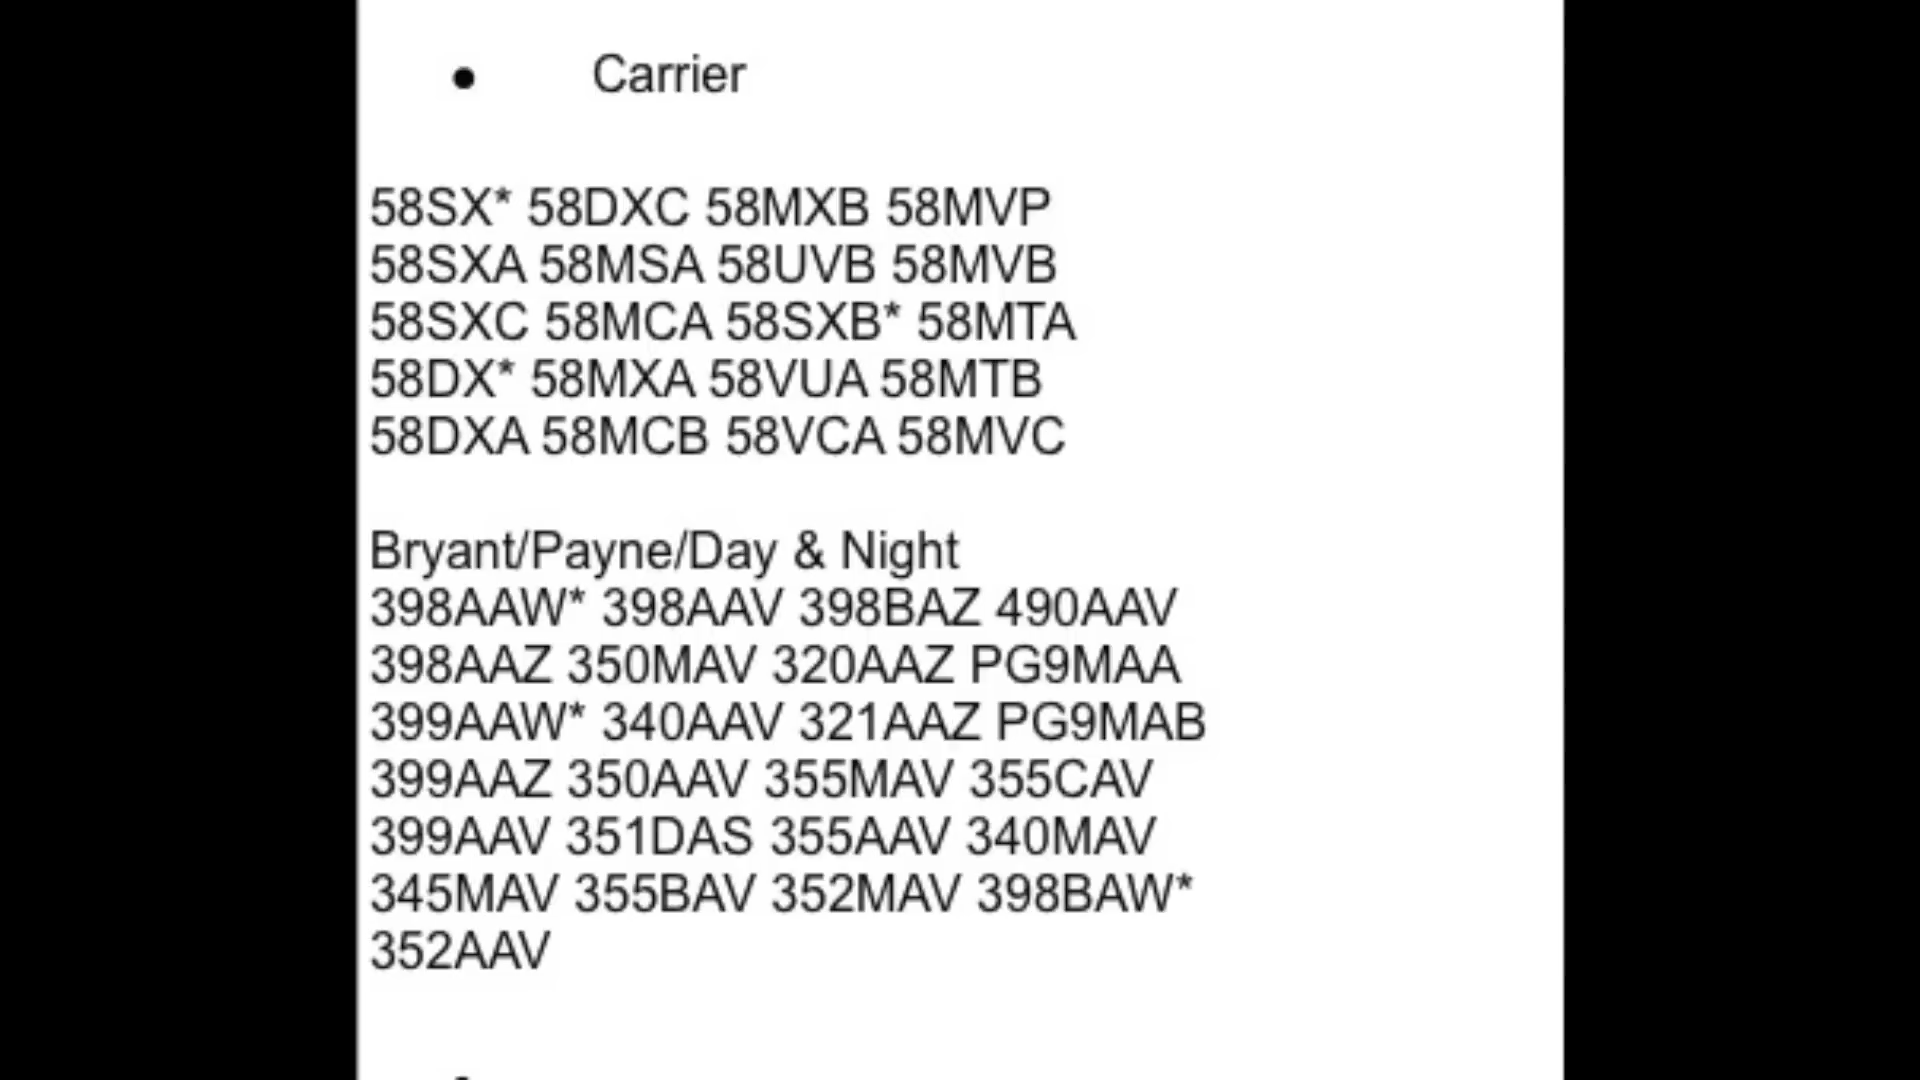 • Carrier
58SX* 58DXC 58MXB 58MVP
58SXA 58MSA 58UVB 58MVB
58SXC 58MCA 58SXB* 58MTA
58DX* 58MXA 58VUA 58MTB
58DXA 58MCB 58VCA 58MVC
Bryant/Payne/Day & Night
398AAW* 398AAV 398BAZ 490AAV
398AAZ 350MAV 320AAZ PG9MAA
399AAW* 340AAV 321AAZ PG9MAB
399AAZ 350AAV 355MAV 355CAV
399AAV 351DAS 355AAV 340MAV
345MAV 355BAV 352MAV 398BAW*
352AAV